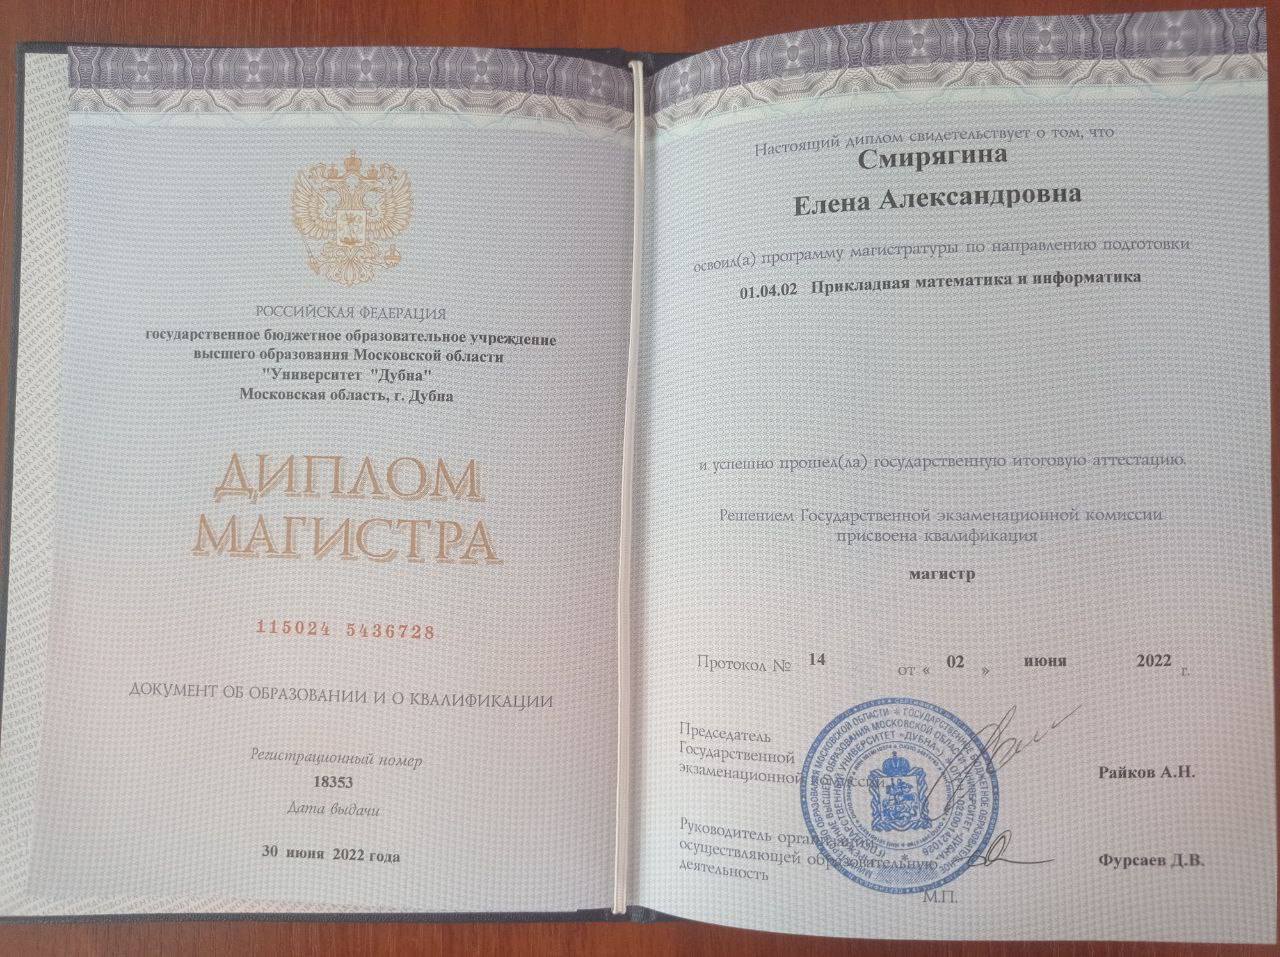 РОССИЙСКАЯ ФЕДЕРАЦИЯ
государственное бюджетное образовательное учреждение
высшего образования Московской области
"Университет "Дубна"
Московская область, г. Дубна
ДИПЛОМ
МАГИСТРА
115024 5436728
ДОКУМЕНТ ОБ ОБРАЗОВАНИИ И О КВАЛИФИКАЦИИ
Регистрационный номер
18353
Дата выдачи
30 июня 2022 года
Настоящий диплом свидетельствует о том, что
Смирягина
Елена Александровна
освоил(а) программу магистратуры по направлению подготовки
01.04.02 Прикладная математика и информатика
и успешно прошел(ла) государственную итоговую аттестацию.
Решением Государственной экзаменационной комиссии
присвоена квалификация
магистр
Протокол № 14 от « 02 » июня 2022 г.
Председатель
Государственной
экзаменационной комиссии
Райков А.Н.
Руководитель организации,
осуществляющей образовательную
деятельность
Фурсаев Д.В.
М.П.